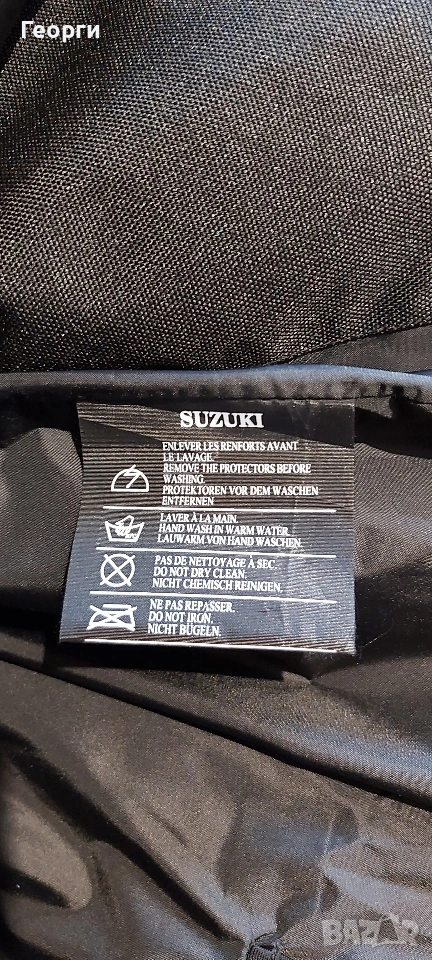 Георги
SUZUKI
ENLEVER LES RENFORTS AVANT
LE LAVAGE.
REMOVE THE PROTECTORS BEFORE
WASHING.
PROTEKTOREN VOR DEM WASCHEN
ENTFERNEN
LAVER À LA MAIN.
HAND WASH IN WARM WATER.
LAUWARM VON HAND WASCHEN.
PAS DE NETTOYAGE À SEC.
DO NOT DRY CLEAN.
NICHT CHEMISCH REINIGEN.
NE PAS REPASSER.
DO NOT IRON.
NICHT BÜGELN.
BAZAR